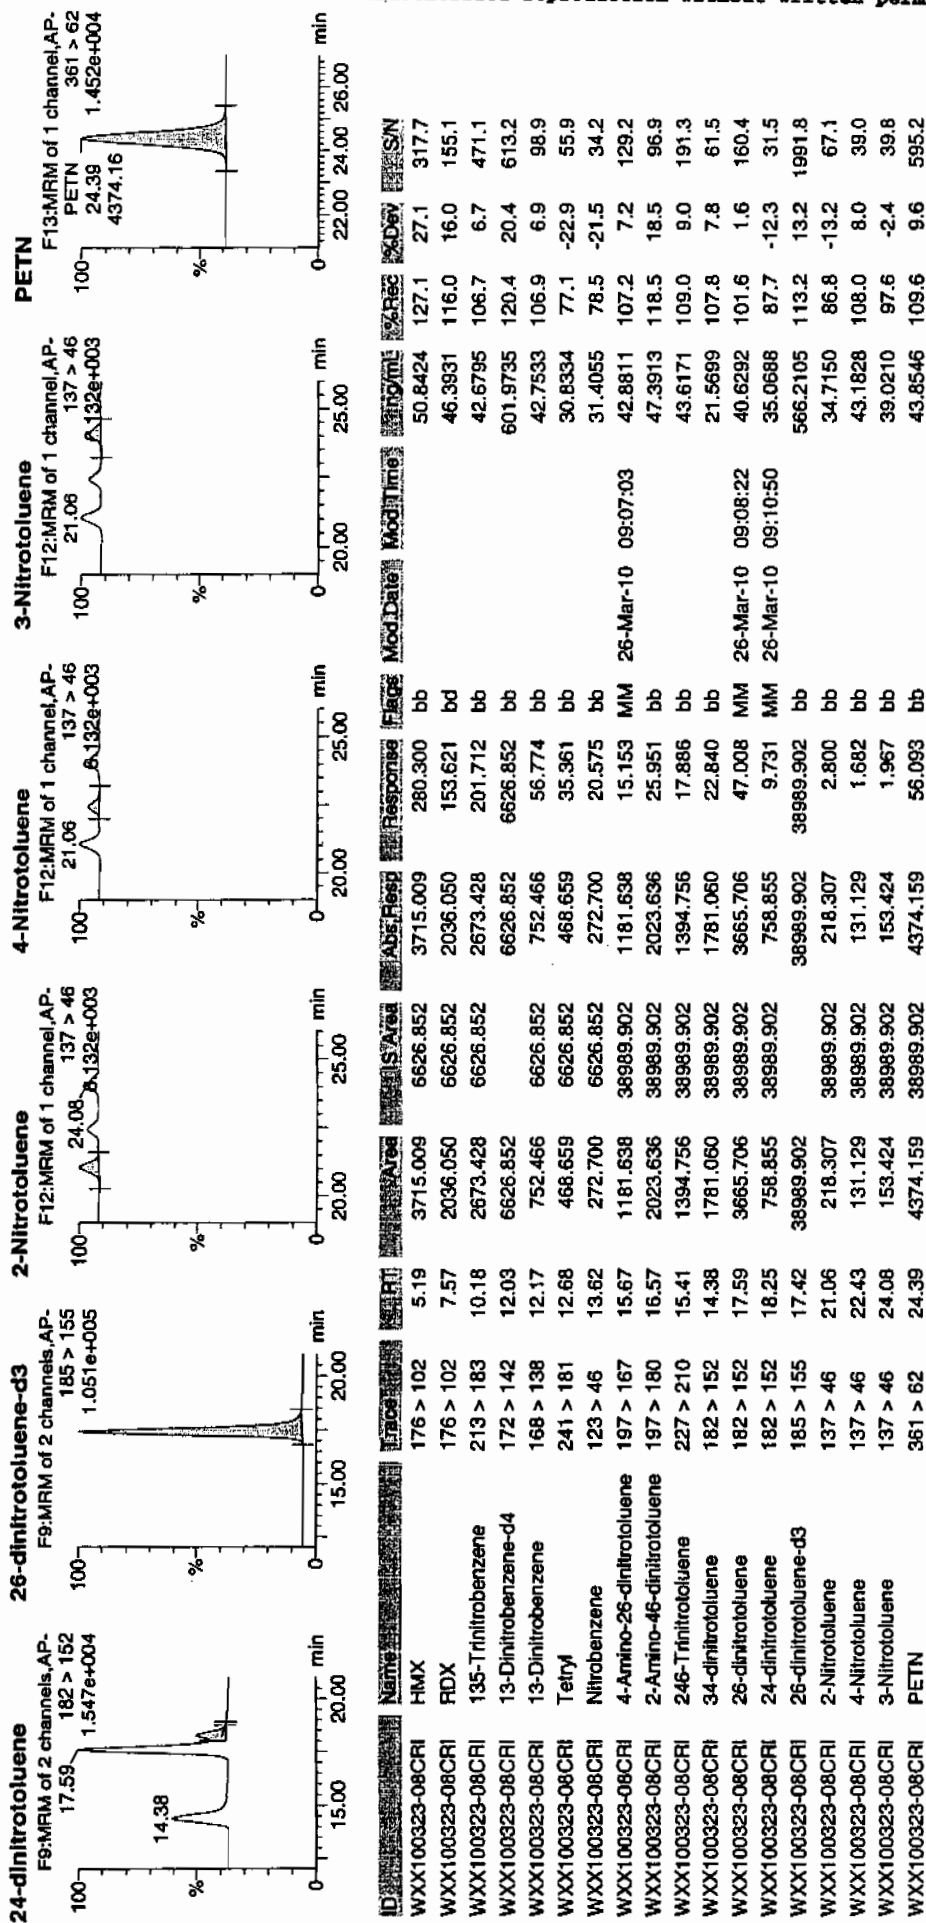 24-dinitrotoluene
F9:MRM of 2 channels,AP-
17.59 182 > 152
1.547e+004
100
14.38
%
0
15.00 20.00 min
26-dinitrotoluene-d3
F9:MRM of 2 channels,AP-
185 > 155
1.051e+005
100
%
0
15.00 20.00 min
2-Nitrotoluene
F12:MRM of 1 channel,AP-
137 > 46
24.08 6.132e+003
100
%
0
20.00 25.00 min
4-Nitrotoluene
F12:MRM of 1 channel,AP-
137 > 46
21.06 6.132e+003
100
%
0
20.00 25.00 min
3-Nitrotoluene
F12:MRM of 1 channel,AP-
137 > 46
21.06 6.132e+003
100
%
0
20.00 25.00 min
PETN
F13:MRM of 1 channel,AP-
PETN 361 > 62
24.39 1.452e+004
4374.16
100
%
0
22.00 24.00 26.00 min
ID Name Trace RT Area IS Area Abs.Resp Response Flags Mod.Date Mod.Time ng/mL %Rec %Dev S/N
WXX100323-08CRI HMX 176 > 102 5.19 3715.009 6626.852 3715.009 280.300 bb 50.8424 127.1 27.1 317.7
WXX100323-08CRI RDX 176 > 102 7.57 2036.050 6626.852 2036.050 153.621 bd 46.3931 116.0 16.0 155.1
WXX100323-08CRI 135-Trinitrobenzene 213 > 183 10.18 2673.428 6626.852 2673.428 201.712 bb 42.6795 106.7 6.7 471.1
WXX100323-08CRI 13-Dinitrobenzene-d4 172 > 142 12.03 6626.852 6626.852 6626.852 bb 601.9735 120.4 20.4 613.2
WXX100323-08CRI 13-Dinitrobenzene 168 > 138 12.17 752.466 6626.852 752.466 56.774 bb 42.7533 106.9 6.9 98.9
WXX100323-08CRI Tetryl 241 > 181 12.68 468.659 6626.852 468.659 35.361 bb 30.8334 77.1 -22.9 55.9
WXX100323-08CRI Nitrobenzene 123 > 46 13.62 272.700 6626.852 272.700 20.575 bb 31.4055 78.5 -21.5 34.2
WXX100323-08CRI 4-Amino-26-dinitrotoluene 197 > 167 15.67 1181.638 38989.902 1181.638 15.153 MM 26-Mar-10 09:07:03 42.8811 107.2 7.2 129.2
WXX100323-08CRI 2-Amino-46-dinitrotoluene 197 > 180 16.57 2023.636 38989.902 2023.636 25.951 bb 47.3913 118.5 18.5 96.9
WXX100323-08CRI 246-Trinitrotoluene 227 > 210 15.41 1394.756 38989.902 1394.756 17.886 bb 43.6171 109.0 9.0 191.3
WXX100323-08CRI 34-dinitrotoluene 182 > 152 14.38 1781.060 38989.902 1781.060 22.840 bb 21.5699 107.8 7.8 61.5
WXX100323-08CRI 26-dinitrotoluene 182 > 152 17.59 3665.706 38989.902 3665.706 47.008 MM 26-Mar-10 09:08:22 40.6292 101.6 1.6 160.4
WXX100323-08CRI 24-dinitrotoluene 182 > 152 18.25 758.855 38989.902 758.855 9.731 MM 26-Mar-10 09:10:50 35.0688 87.7 -12.3 31.5
WXX100323-08CRI 26-dinitrotoluene-d3 185 > 155 17.42 38989.902 38989.902 38989.902 bb 566.2105 113.2 13.2 1991.8
WXX100323-08CRI 2-Nitrotoluene 137 > 46 21.06 218.307 38989.902 218.307 2.800 bb 34.7150 86.8 -13.2 67.1
WXX100323-08CRI 4-Nitrotoluene 137 > 46 22.43 131.129 38989.902 131.129 1.682 bb 43.1828 108.0 8.0 39.0
WXX100323-08CRI 3-Nitrotoluene 137 > 46 24.08 153.424 38989.902 153.424 1.967 bb 39.0210 97.6 -2.4 39.8
WXX100323-08CRI PETN 361 > 62 24.39 4374.159 38989.902 4374.159 56.093 bb 43.8546 109.6 9.6 595.2